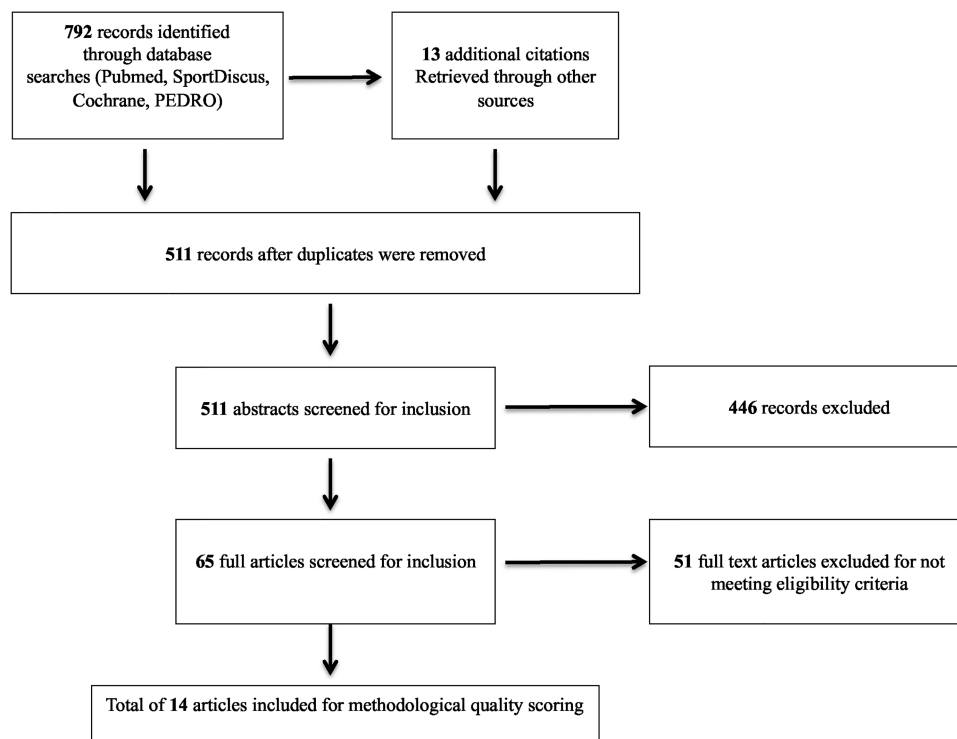 792 records identified
through database
searches (Pubmed, SportDiscus,
Cochrane, PEDRO)
13 additional citations
Retrieved through other
sources
511 records after duplicates were removed
511 abstracts screened for inclusion
446 records excluded
65 full articles screened for inclusion
51 full text articles excluded for not
meeting eligibility criteria
Total of 14 articles included for methodological quality scoring